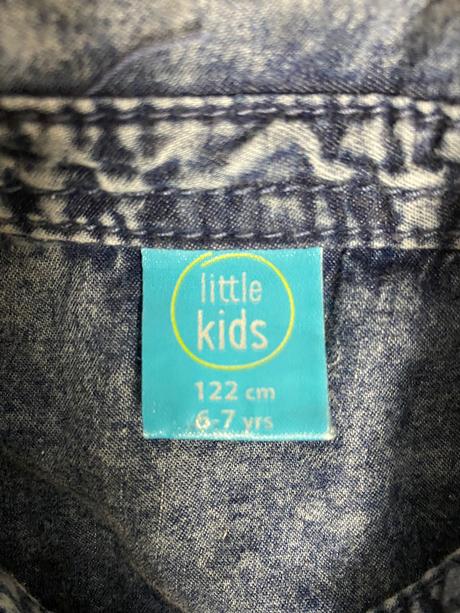 little
kids
122 cm
6-7 yrs